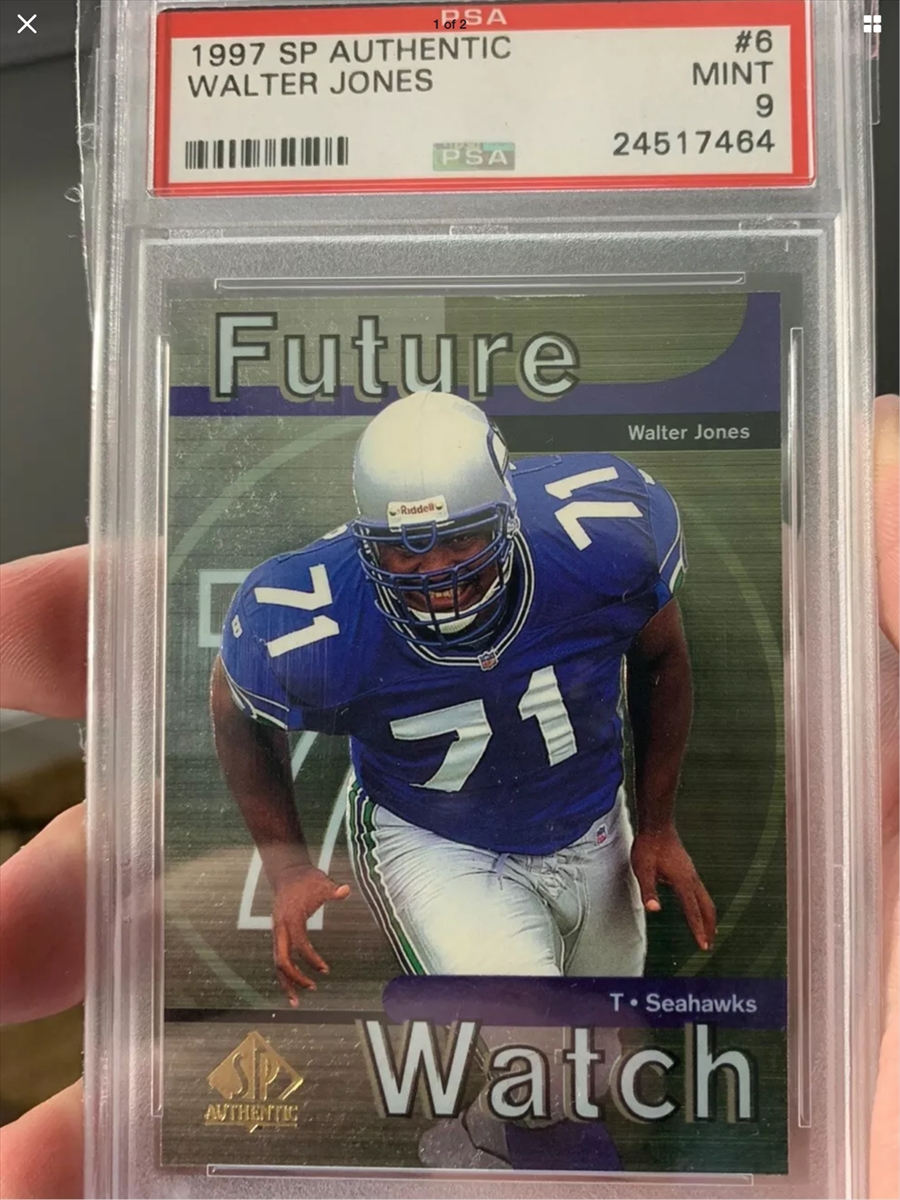 PSA
1 of 2
1997 SP AUTHENTIC #6
WALTER JONES MINT
9
PSA 24517464
Future
Walter Jones
Riddell
71
71
71
T • Seahawks
Watch
SP
AUTHENTIC